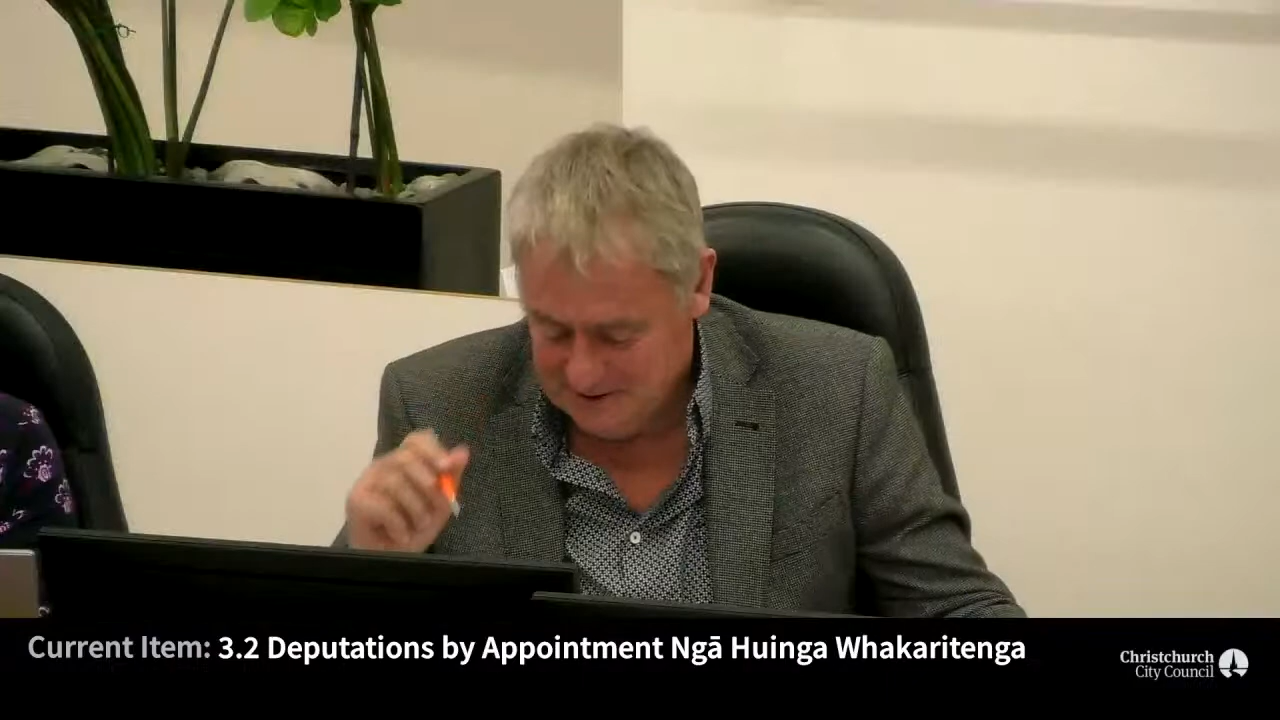 Current Item: 3.2 Deputations by Appointment Ngā Huinga Whakaritenga
Christchurch
City Council